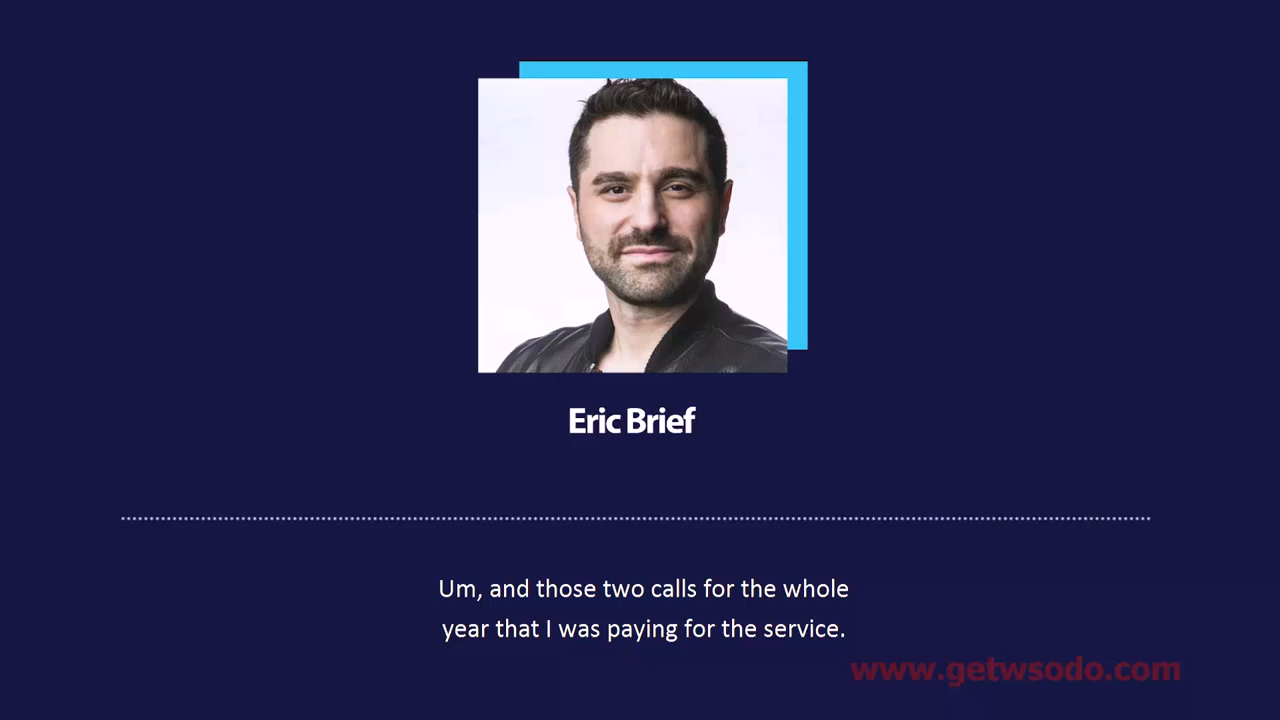 Eric Brief
Um, and those two calls for the whole
year that I was paying for the service.
www.getwsodo.com